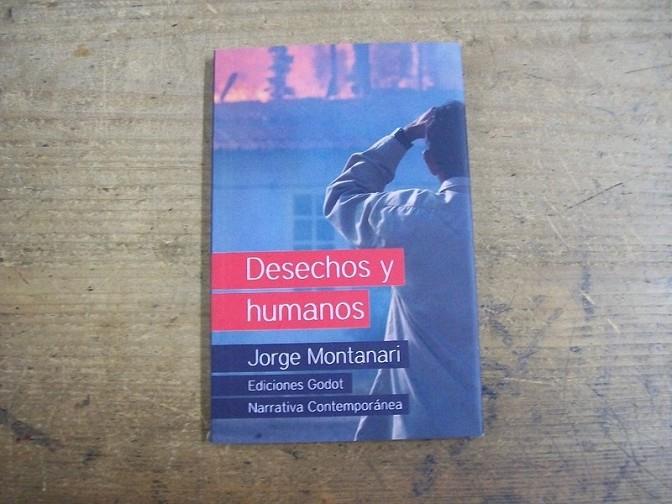 Desechos y
humanos
Jorge Montanari
Ediciones Godot
Narrativa Contemporánea